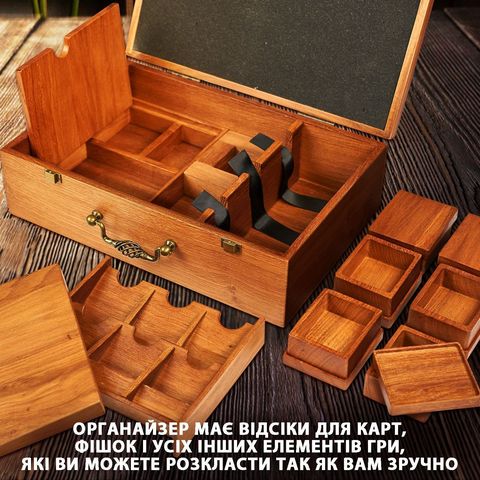 ОРГАНАЙЗЕР МАЄ ВІДСІКИ ДЛЯ КАРТ,
ФІШОК І УСІХ ІНШИХ ЕЛЕМЕНТІВ ГРИ,
ЯКІ ВИ МОЖЕТЕ РОЗКЛАСТИ ТАК ЯК ВАМ ЗРУЧНО